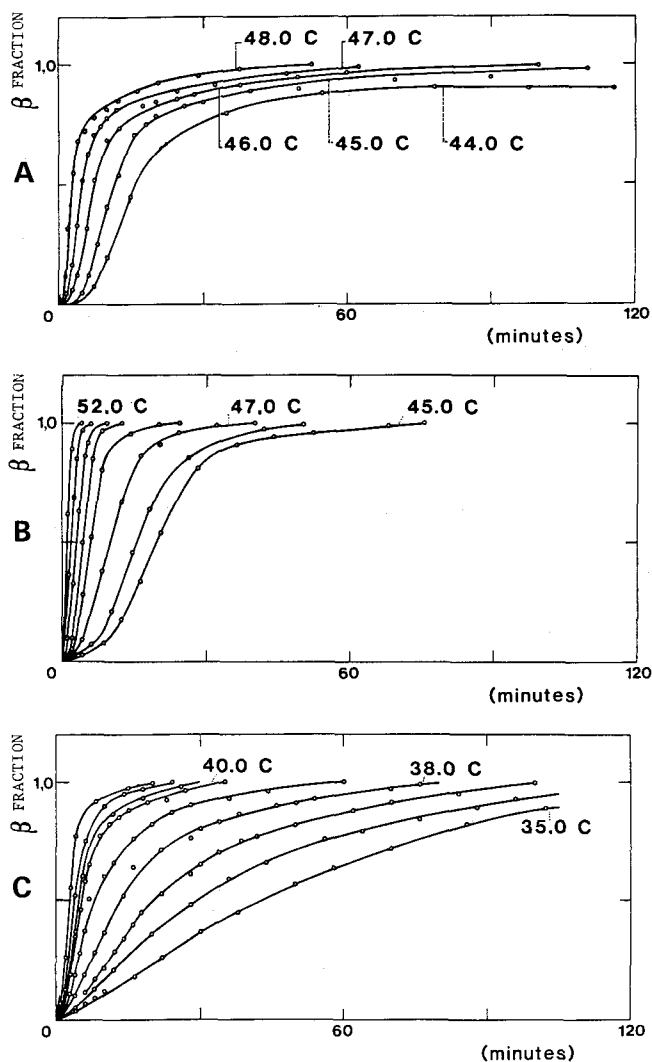 48.0 C
47.0 C
1,0
β FRACTION
A
46.0 C
45.0 C
44.0 C
0
60
120
(minutes)
52.0 C
47.0 C
45.0 C
1,0
β FRACTION
B
0
60
120
(minutes)
40.0 C
38.0 C
1,0
β FRACTION
35.0 C
C
0
60
120
(minutes)